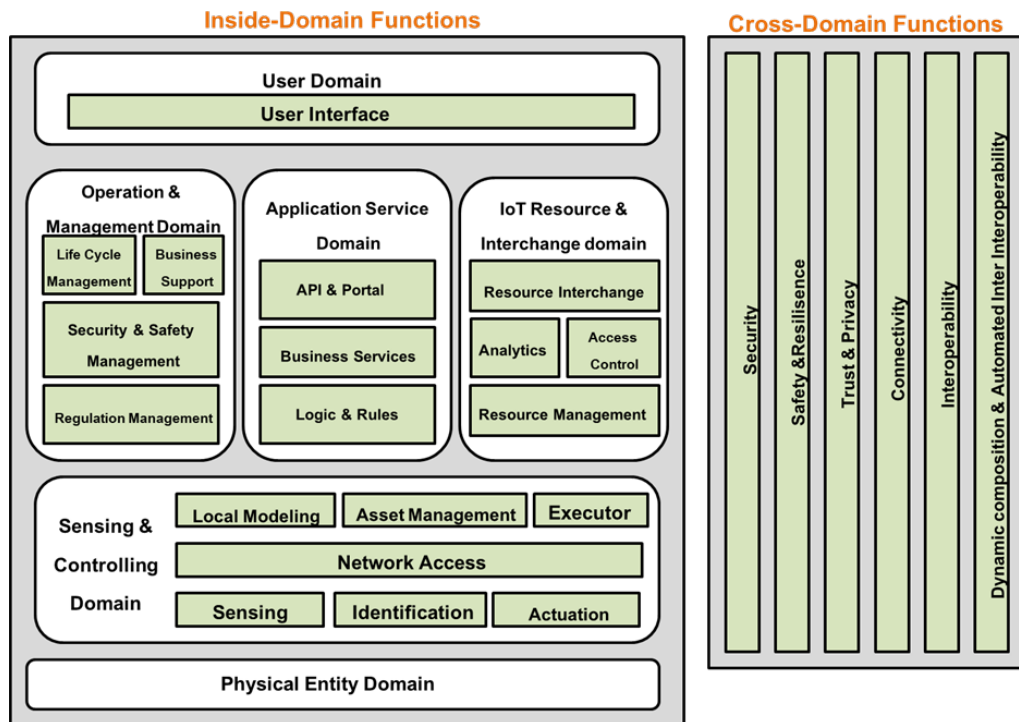 Inside-Domain Functions
Cross-Domain Functions
User Domain
User Interface
Operation &
Management Domain
Life Cycle
Management
Business
Support
Security & Safety
Management
Regulation Management
Application Service
Domain
API & Portal
Business Services
Logic & Rules
IoT Resource &
Interchange domain
Resource Interchange
Analytics
Access
Control
Resource Management
Sensing &
Controlling
Domain
Local Modeling
Asset Management
Executor
Network Access
Sensing
Identification
Actuation
Physical Entity Domain
Security
Safety &Resilisence
Trust & Privacy
Connectivity
Interoperability
Dynamic composition & Automated Inter Interoperability